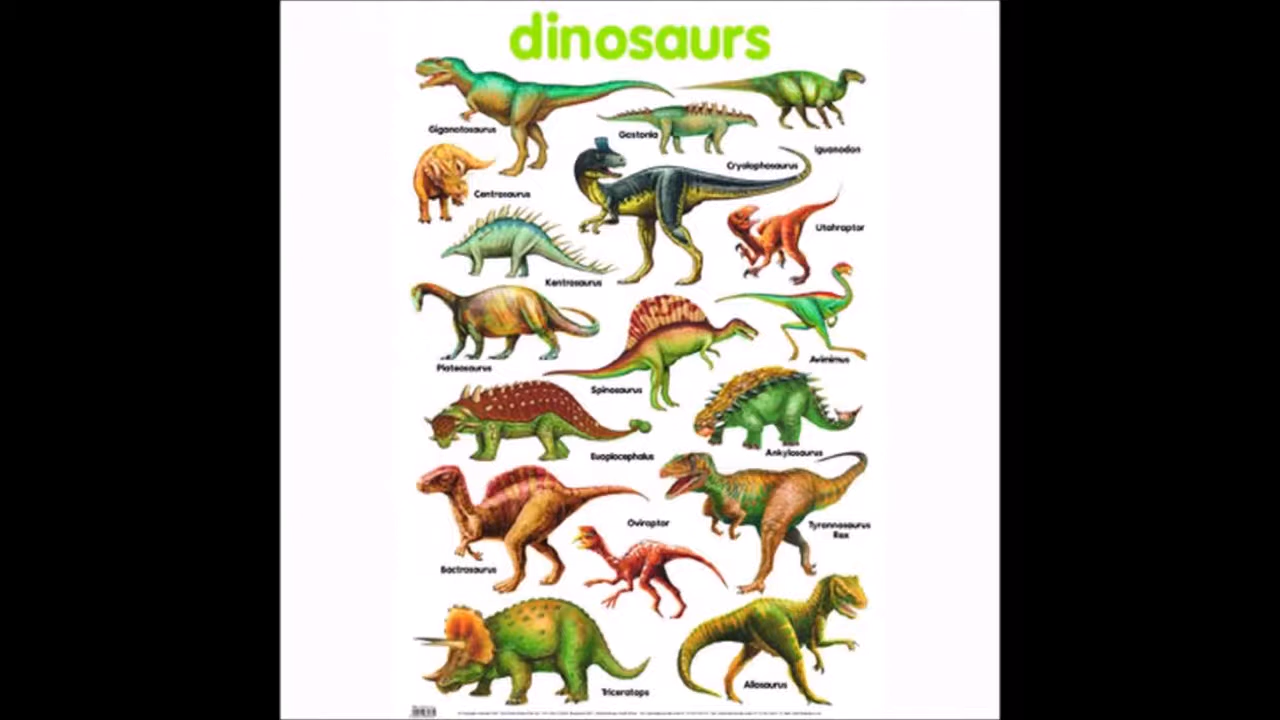 dinosaurs
Giganotosaurus
Gastonia
Iguanodon
Cryolophosaurus
Centrosaurus
Utahraptor
Kentrosaurus
Avimimus
Plateosaurus
Spinosaurus
Ankylosaurus
Euoplocephalus
Oviraptor
Tyrannosaurus
Rex
Bactrosaurus
Triceratops
Allosaurus